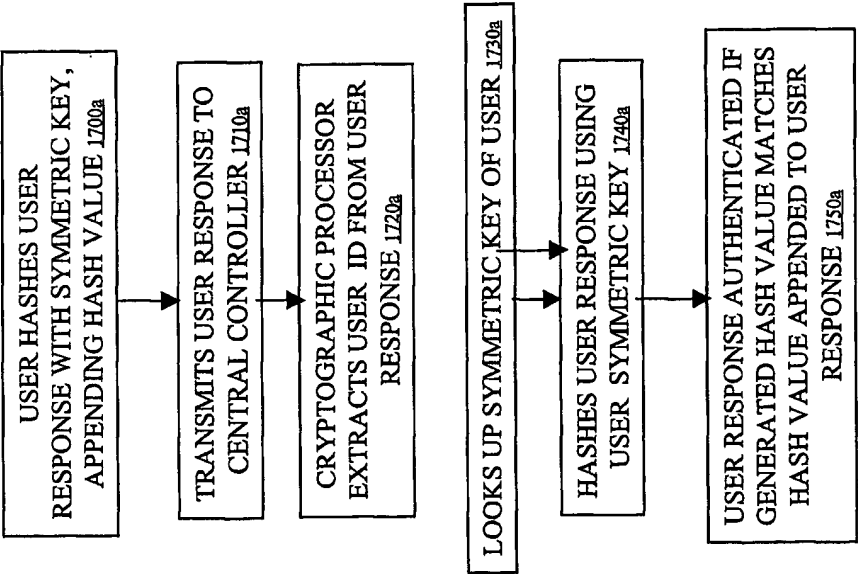 USER HASHES USER
RESPONSE WITH SYMMETRIC KEY,
APPENDING HASH VALUE 1700a
TRANSMITS USER RESPONSE TO
CENTRAL CONTROLLER 1710a
CRYPTOGRAPHIC PROCESSOR
EXTRACTS USER ID FROM USER
RESPONSE 1720a
LOOKS UP SYMMETRIC KEY OF USER 1730a
HASHES USER RESPONSE USING
USER SYMMETRIC KEY 1740a
USER RESPONSE AUTHENTICATED IF
GENERATED HASH VALUE MATCHES
HASH VALUE APPENDED TO USER
RESPONSE 1750a